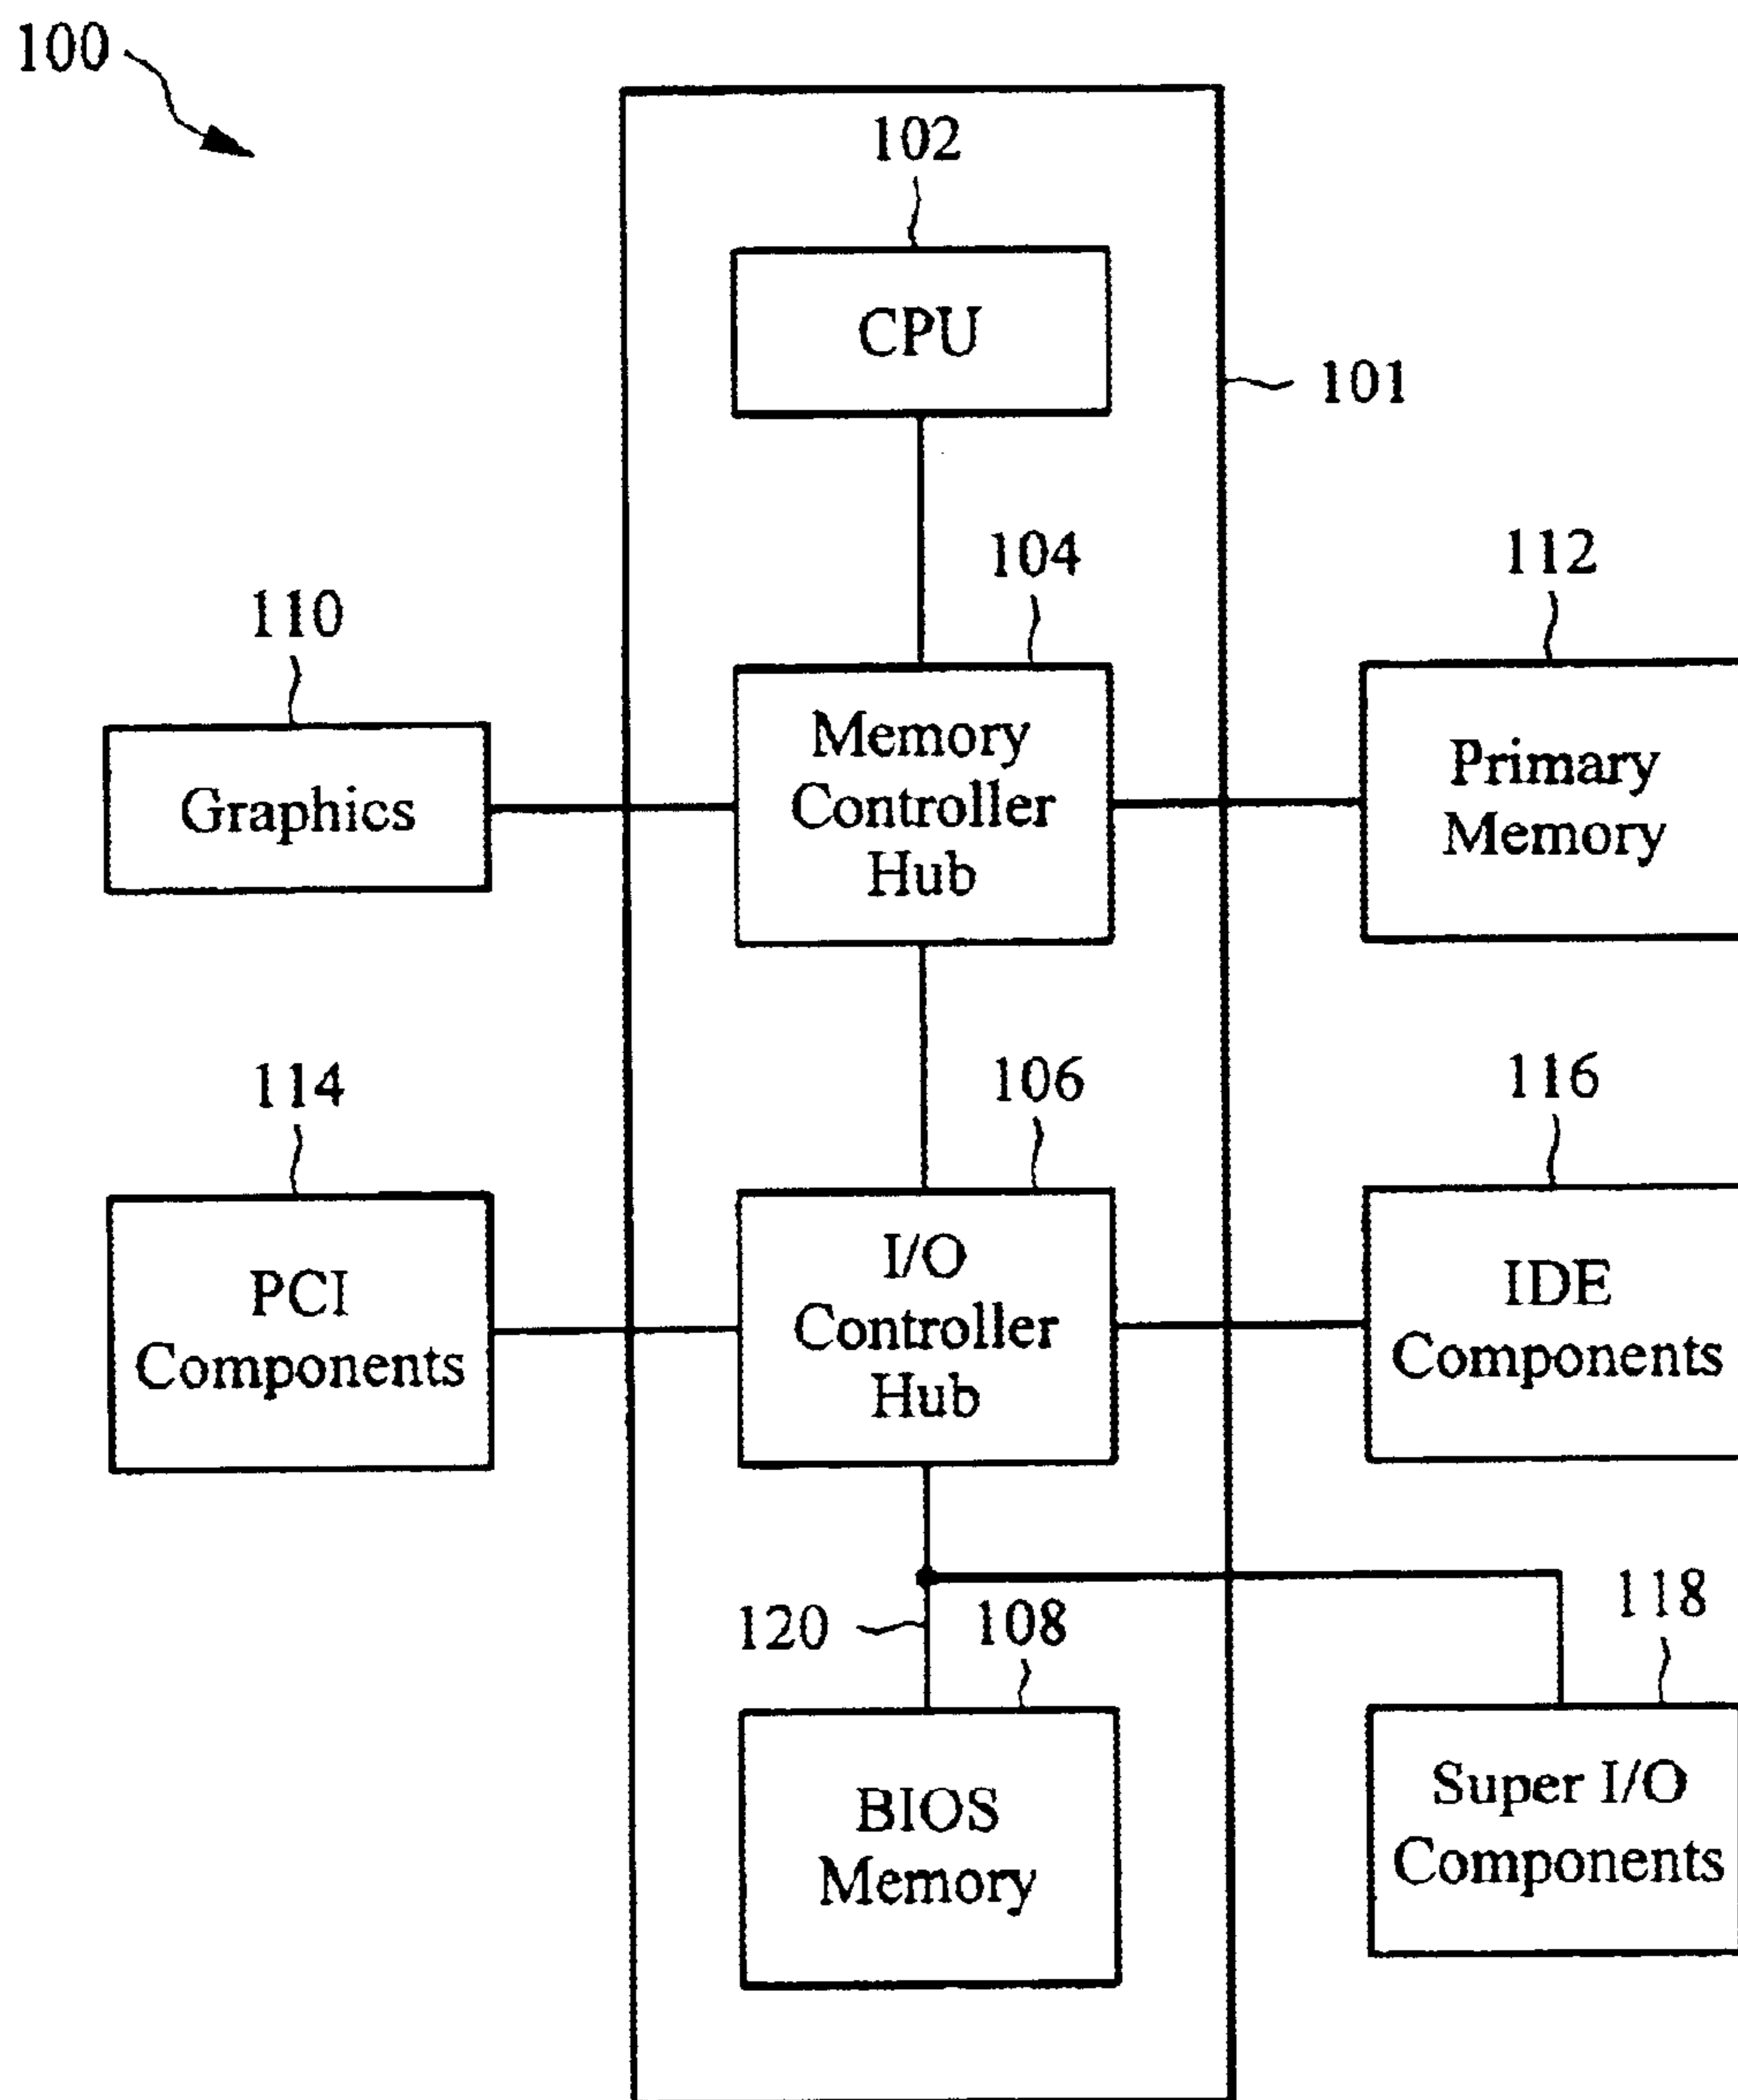 100
102
CPU
101
104
112
110
Memory
Controller
Hub
Primary
Memory
Graphics
114
106
116
PCI
Components
I/O
Controller
Hub
IDE
Components
120
108
118
BIOS
Memory
Super I/O
Components